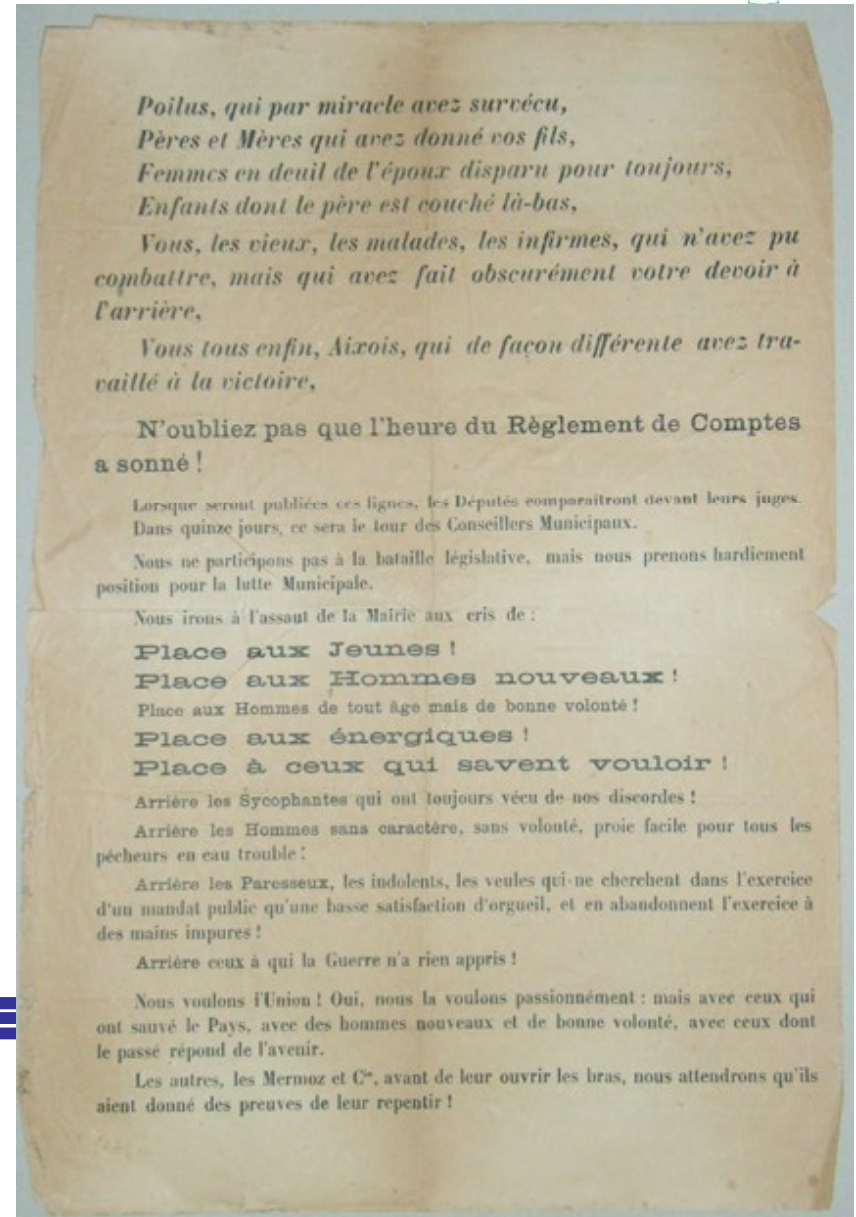 Poilus, qui par miracle avez survécu,
Pères et Mères qui avez donné vos fils,
Femmes en deuil de l'époux disparu pour toujours,
Enfants dont le père est couché là-bas,
Vous, les vieux, les malades, les infirmes, qui n'avez pu
combattre, mais qui avez fait obscurément votre devoir à
l'arrière,
Vous tous enfin, Aixois, qui de façon différente avez tra-
vaillé à la victoire,
N'oubliez pas que l'heure du Règlement de Comptes
a sonné !
Lorsque seront publiées ces lignes, les Députés comparaîtront devant leurs juges.
Dans quinze jours, ce sera le tour des Conseillers Municipaux.
Nous ne participons pas à la bataille législative, mais nous prenons hardiement
position pour la lutte Municipale.
Nous irons à l'assaut de la Mairie aux cris de :
Place aux Jeunes !
Place aux Hommes nouveaux !
Place aux Hommes de tout âge mais de bonne volonté !
Place aux énergiques !
Place à ceux qui savent vouloir !
Arrière les Sycophantes qui ont toujours vécu de nos discordes !
Arrière les Hommes sans caractère, sans volonté, proie facile pour tous les
pécheurs en eau trouble !
Arrière les Paresseux, les indolents, les veules qui ne cherchent dans l'exercice
d'un mandat public qu'une basse satisfaction d'orgueil, et en abandonnent l'exercice à
des mains impures !
Arrière ceux à qui la Guerre n'a rien appris !
Nous voulons l'Union ! Oui, nous la voulons passionnément : mais avec ceux qui
ont sauvé le Pays, avec des hommes nouveaux et de bonne volonté, avec ceux dont
le passé répond de l'avenir.
Les autres, les Mermoz et Cie, avant de leur ouvrir les bras, nous attendrons qu'ils
aient donné des preuves de leur repentir !